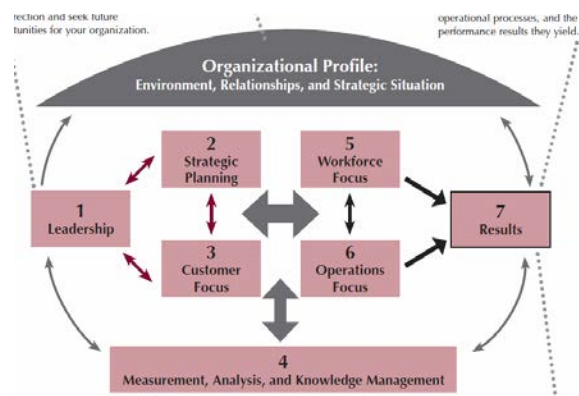 rection and seek future
tunities for your organization.
operational processes, and the
performance results they yield.
Organizational Profile:
Environment, Relationships, and Strategic Situation
2
Strategic
Planning
5
Workforce
Focus
1
Leadership
7
Results
3
Customer
Focus
6
Operations
Focus
4
Measurement, Analysis, and Knowledge Management